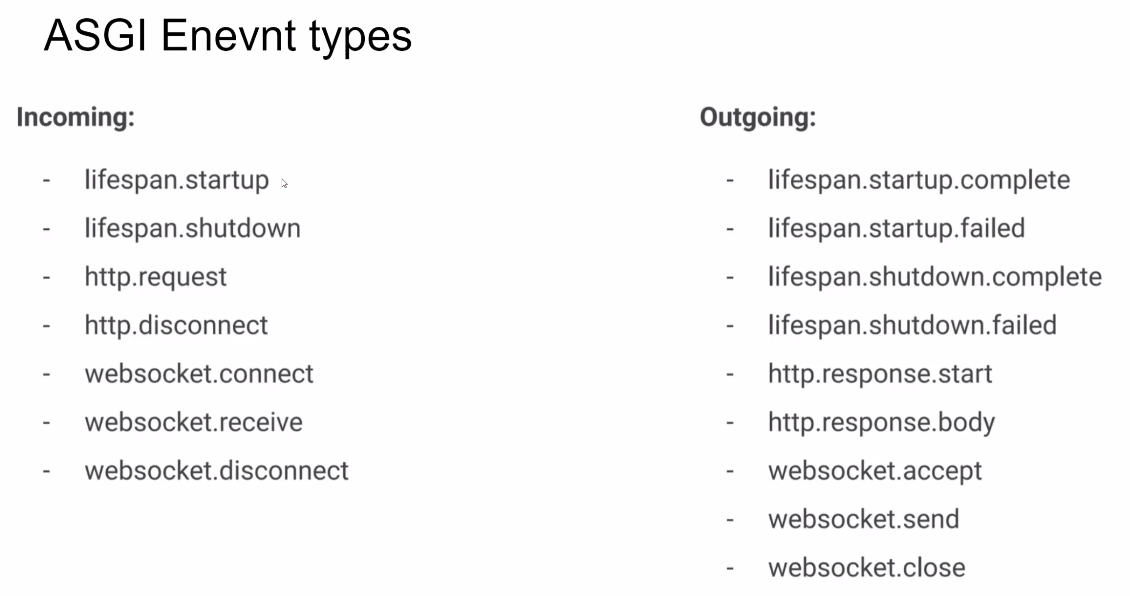 ASGI Enevnt types
Incoming:
- lifespan.startup
- lifespan.shutdown
- http.request
- http.disconnect
- websocket.connect
- websocket.receive
- websocket.disconnect
Outgoing:
- lifespan.startup.complete
- lifespan.startup.failed
- lifespan.shutdown.complete
- lifespan.shutdown.failed
- http.response.start
- http.response.body
- websocket.accept
- websocket.send
- websocket.close